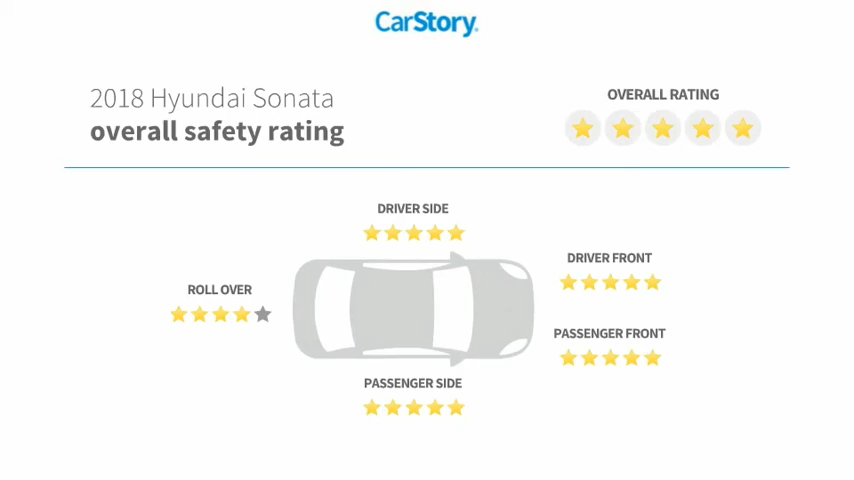 CarStory.
2018 Hyundai Sonata
overall safety rating
OVERALL RATING
DRIVER SIDE
DRIVER FRONT
ROLL OVER
PASSENGER FRONT
PASSENGER SIDE